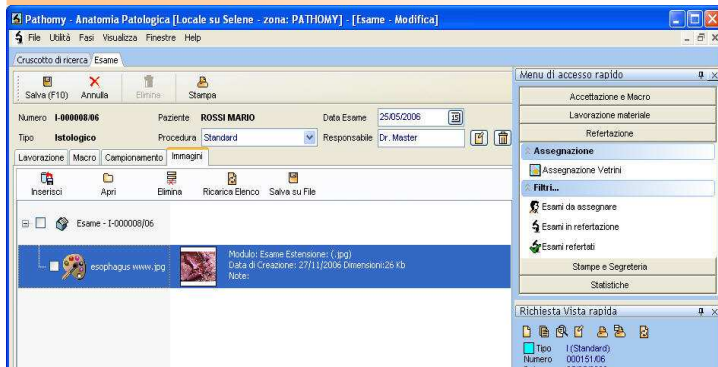 Pathomy - Anatomia Patologica [Locale su Selene - zona: PATHOMY] - [Esame - Modifica]
File Utilità Fasi Visualizza Finestre Help
Cruscotto di ricerca Esame
Salva (F10) Annulla Elimina Stampa
Numero I-000008/06 Paziente ROSSI MARIO Data Esame 25/05/2006 15
Tipo Istologico Procedura Standard Responsabile Dr. Master
Lavorazione Macro Campionamento Immagini
Inserisci Apri Elimina Ricarica Elenco Salva su File
Esame - I-000008/06
esophagus www.jpg
Modulo: Esame Estensione: (.jpg)
Data di Creazione: 27/11/2006 Dimensioni:26 Kb
Note:
Menu di accesso rapido
Accettazione e Macro
Lavorazione materiale
Refertazione
Assegnazione
Assegnazione Vetrini
Filtri...
Esami da assegnare
Esami in refertazione
Esami refertati
Stampe e Segreteria
Statistiche
Richiesta Vista rapida
Tipo I (Standard)
Numero 000151/06